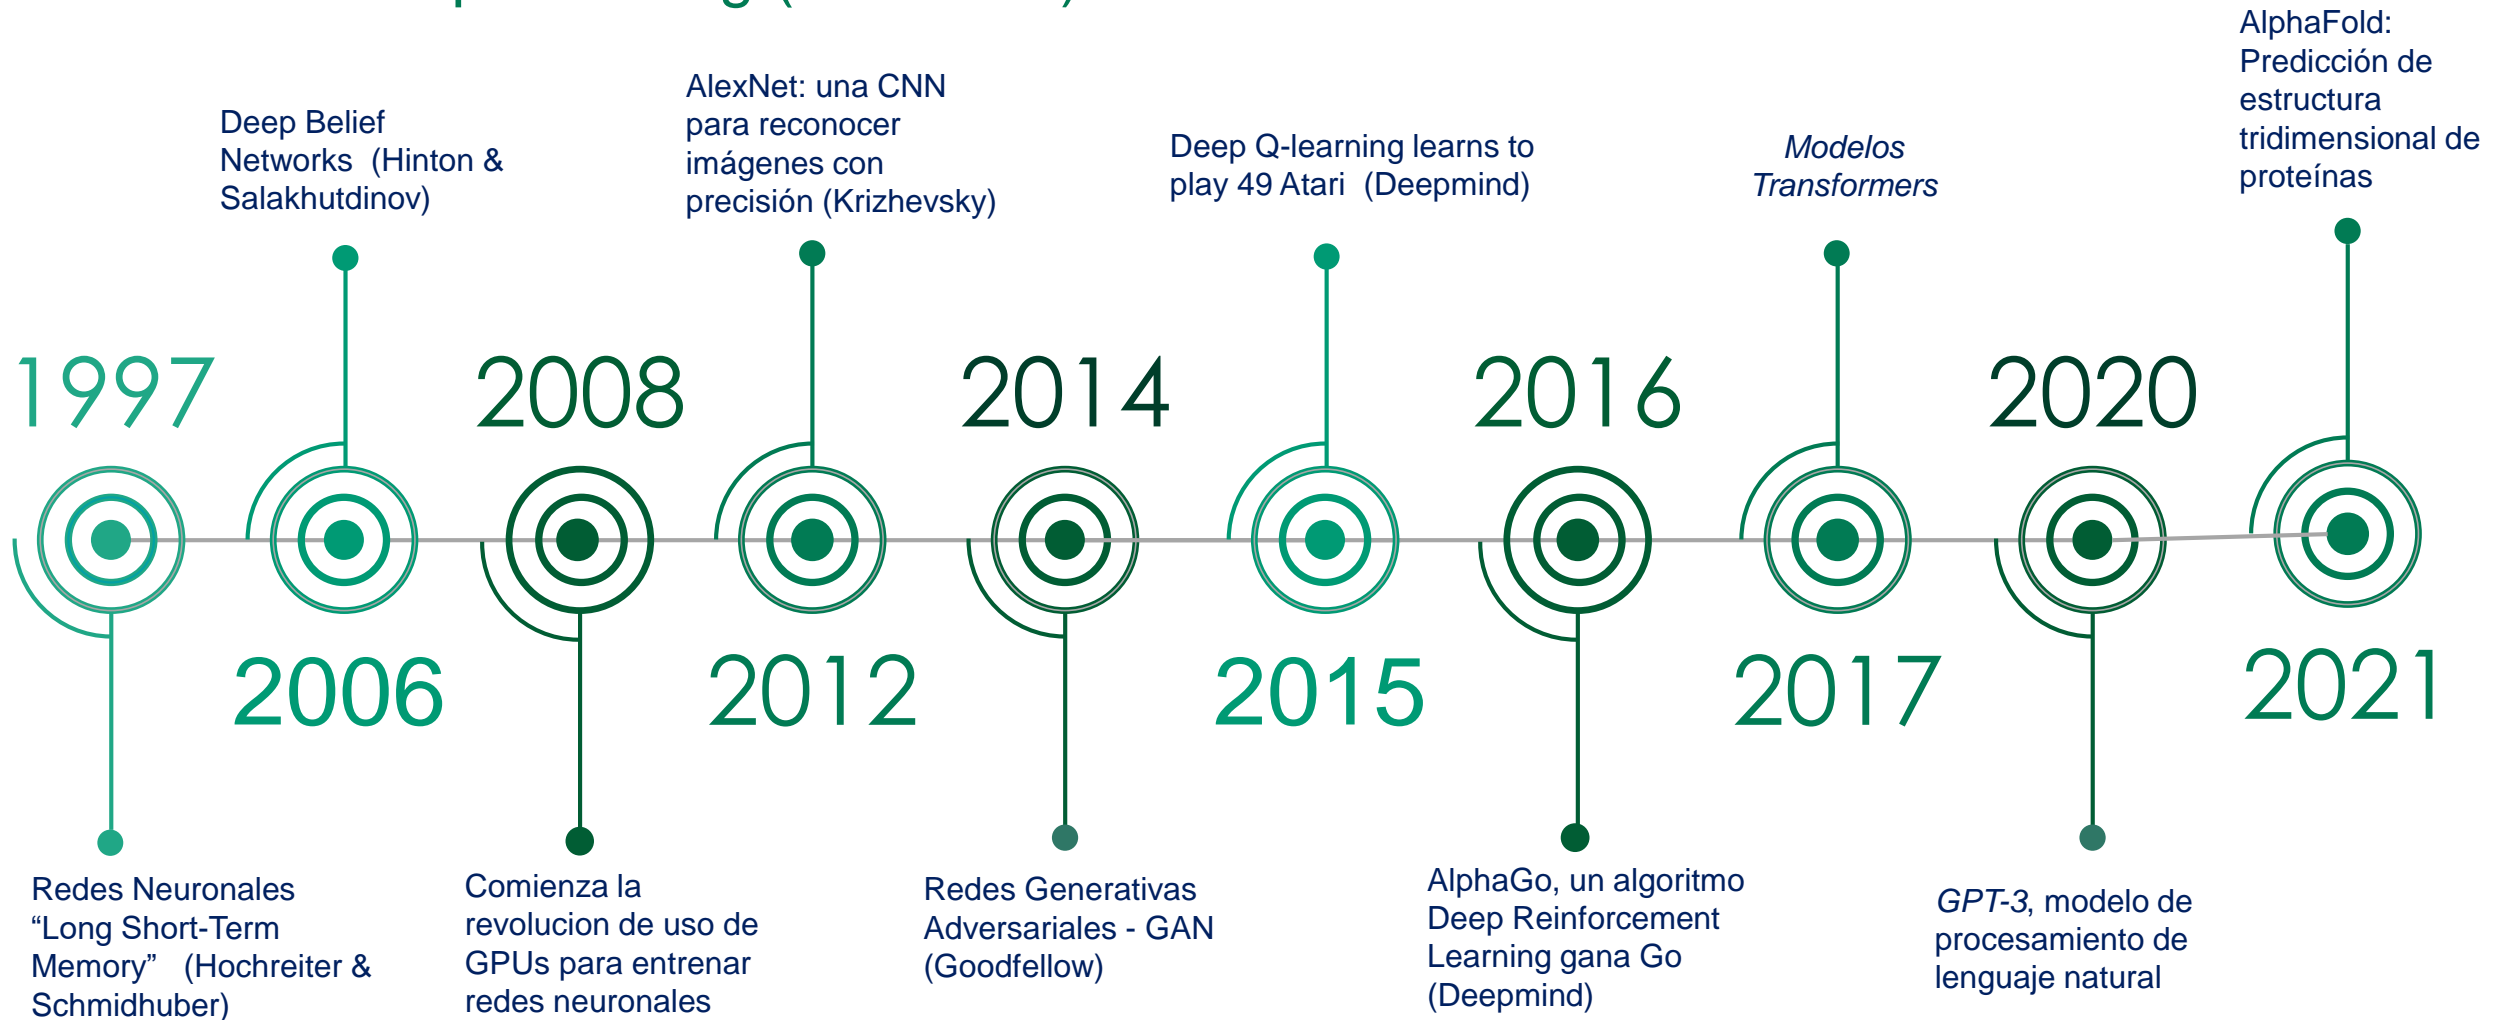 AlphaFold:
Predicción de
estructura
tridimensional de
proteínas
AlexNet: una CNN
para reconocer
imágenes con
precisión (Krizhevsky)
Deep Belief
Networks (Hinton &
Salakhutdinov)
Deep Q-learning learns to
play 49 Atari (Deepmind)
Modelos
Transformers
1997
2008
2014
2016
2020
2006
2012
2015
2017
2021
Redes Neuronales
“Long Short-Term
Memory” (Hochreiter &
Schmidhuber)
Comienza la
revolucion de uso de
GPUs para entrenar
redes neuronales
Redes Generativas
Adversariales - GAN
(Goodfellow)
AlphaGo, un algoritmo
Deep Reinforcement
Learning gana Go
(Deepmind)
GPT-3, modelo de
procesamiento de
lenguaje natural